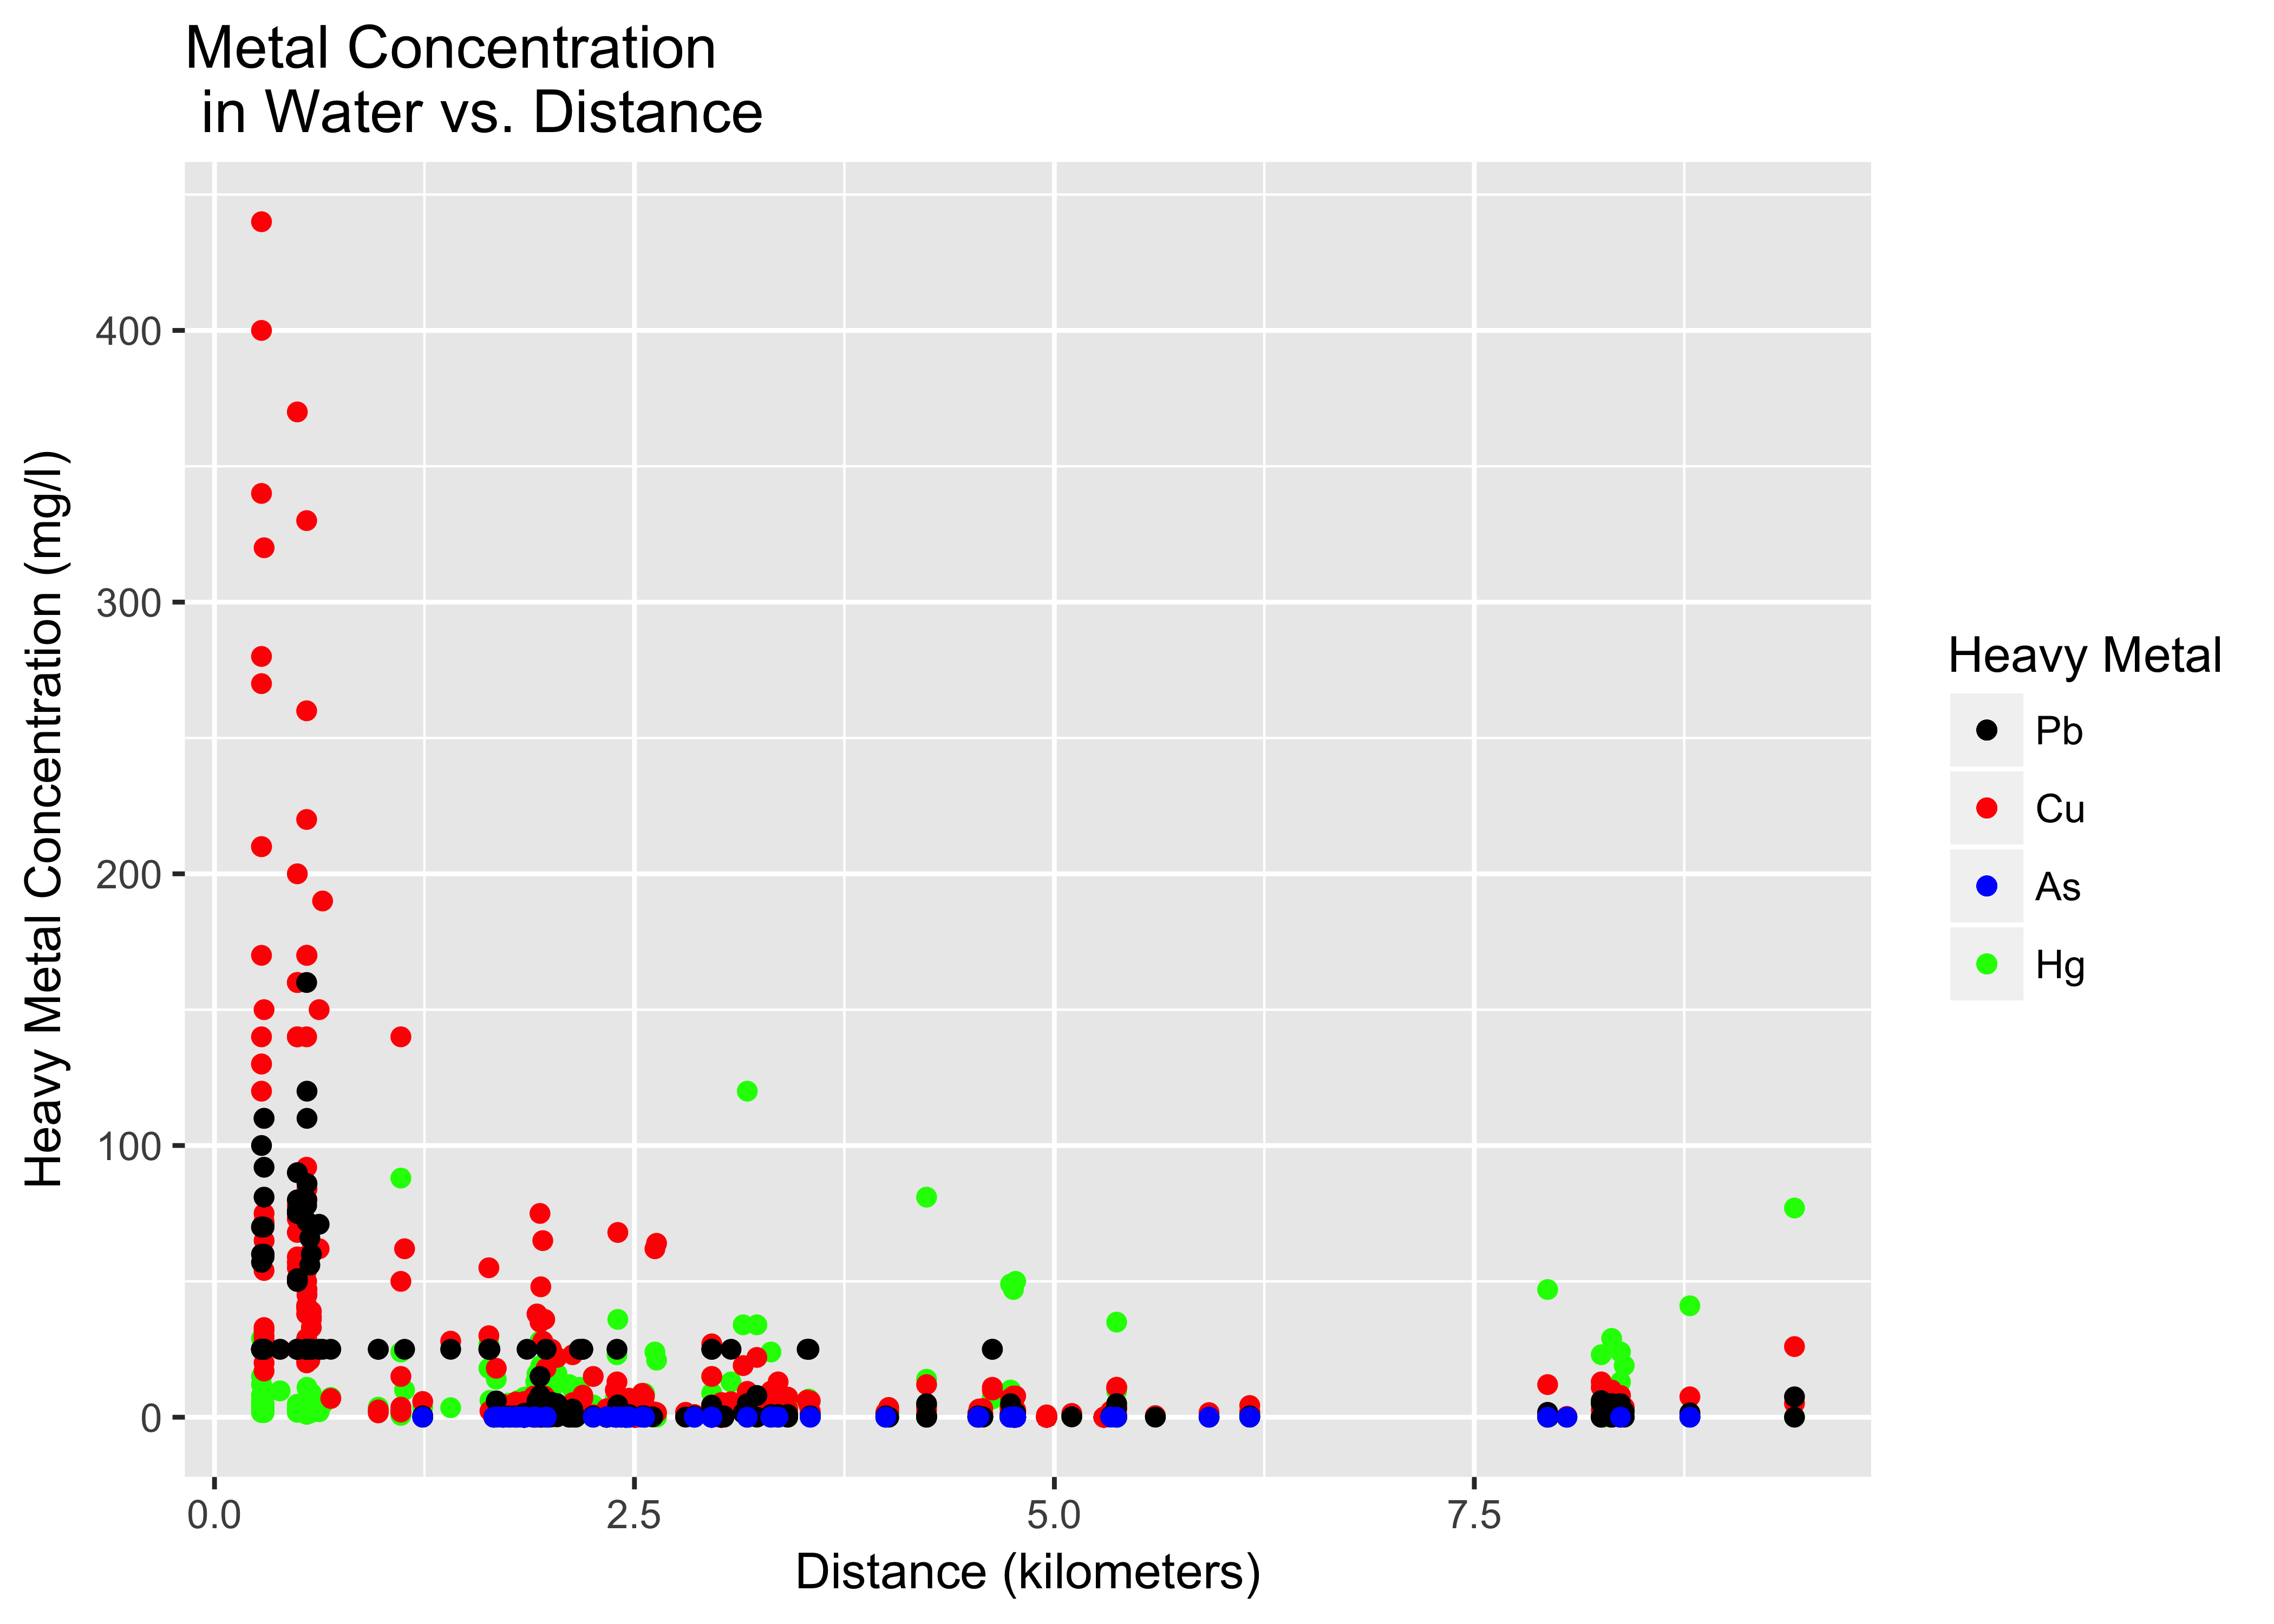 Metal Concentration
in Water vs. Distance
Heavy Metal Concentration (mg/l)
400
300
200
100
0
0.0 2.5 5.0 7.5
Distance (kilometers)
Heavy Metal
Pb
Cu
As
Hg